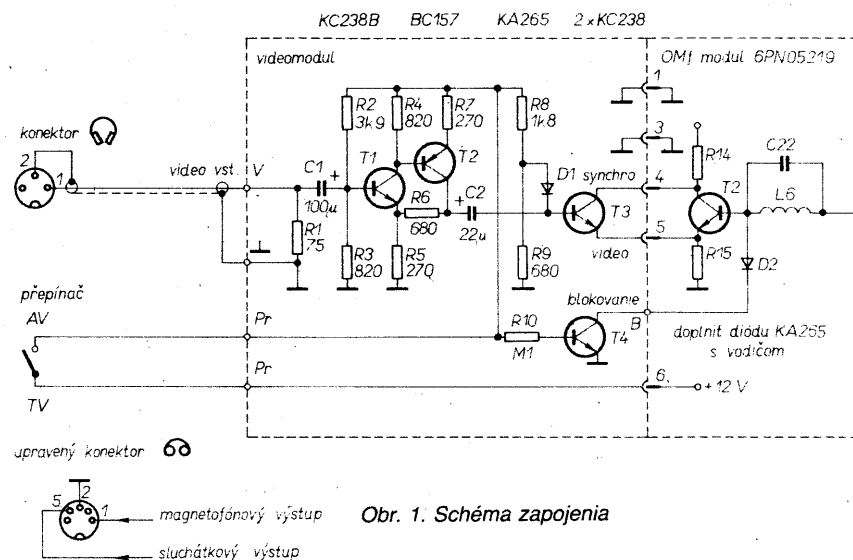 KC238B BC157 KA265 2×KC238
videomodul
OMf modul 6PN05219
konektor
2
1
video vst.
V
C1
+
100μ
R1
75
R2
3k9
R3
820
R4
820
T1
R5
270
R6
680
R7
270
T2
+
C2
22μ
R8
1k8
D1
R9
680
synchro
T3
video
1
3
4
5
R14
T2
R15
C22
L6
D2
přepínač
AV
TV
Pr
Pr
R10
M1
blokovanie
T4
B
doplnit diódu KA265
s vodičom
6
+12 V
upravený konektor
5
2
1
magnetofónový výstup
sluchátkový výstup
Obr. 1. Schéma zapojenia